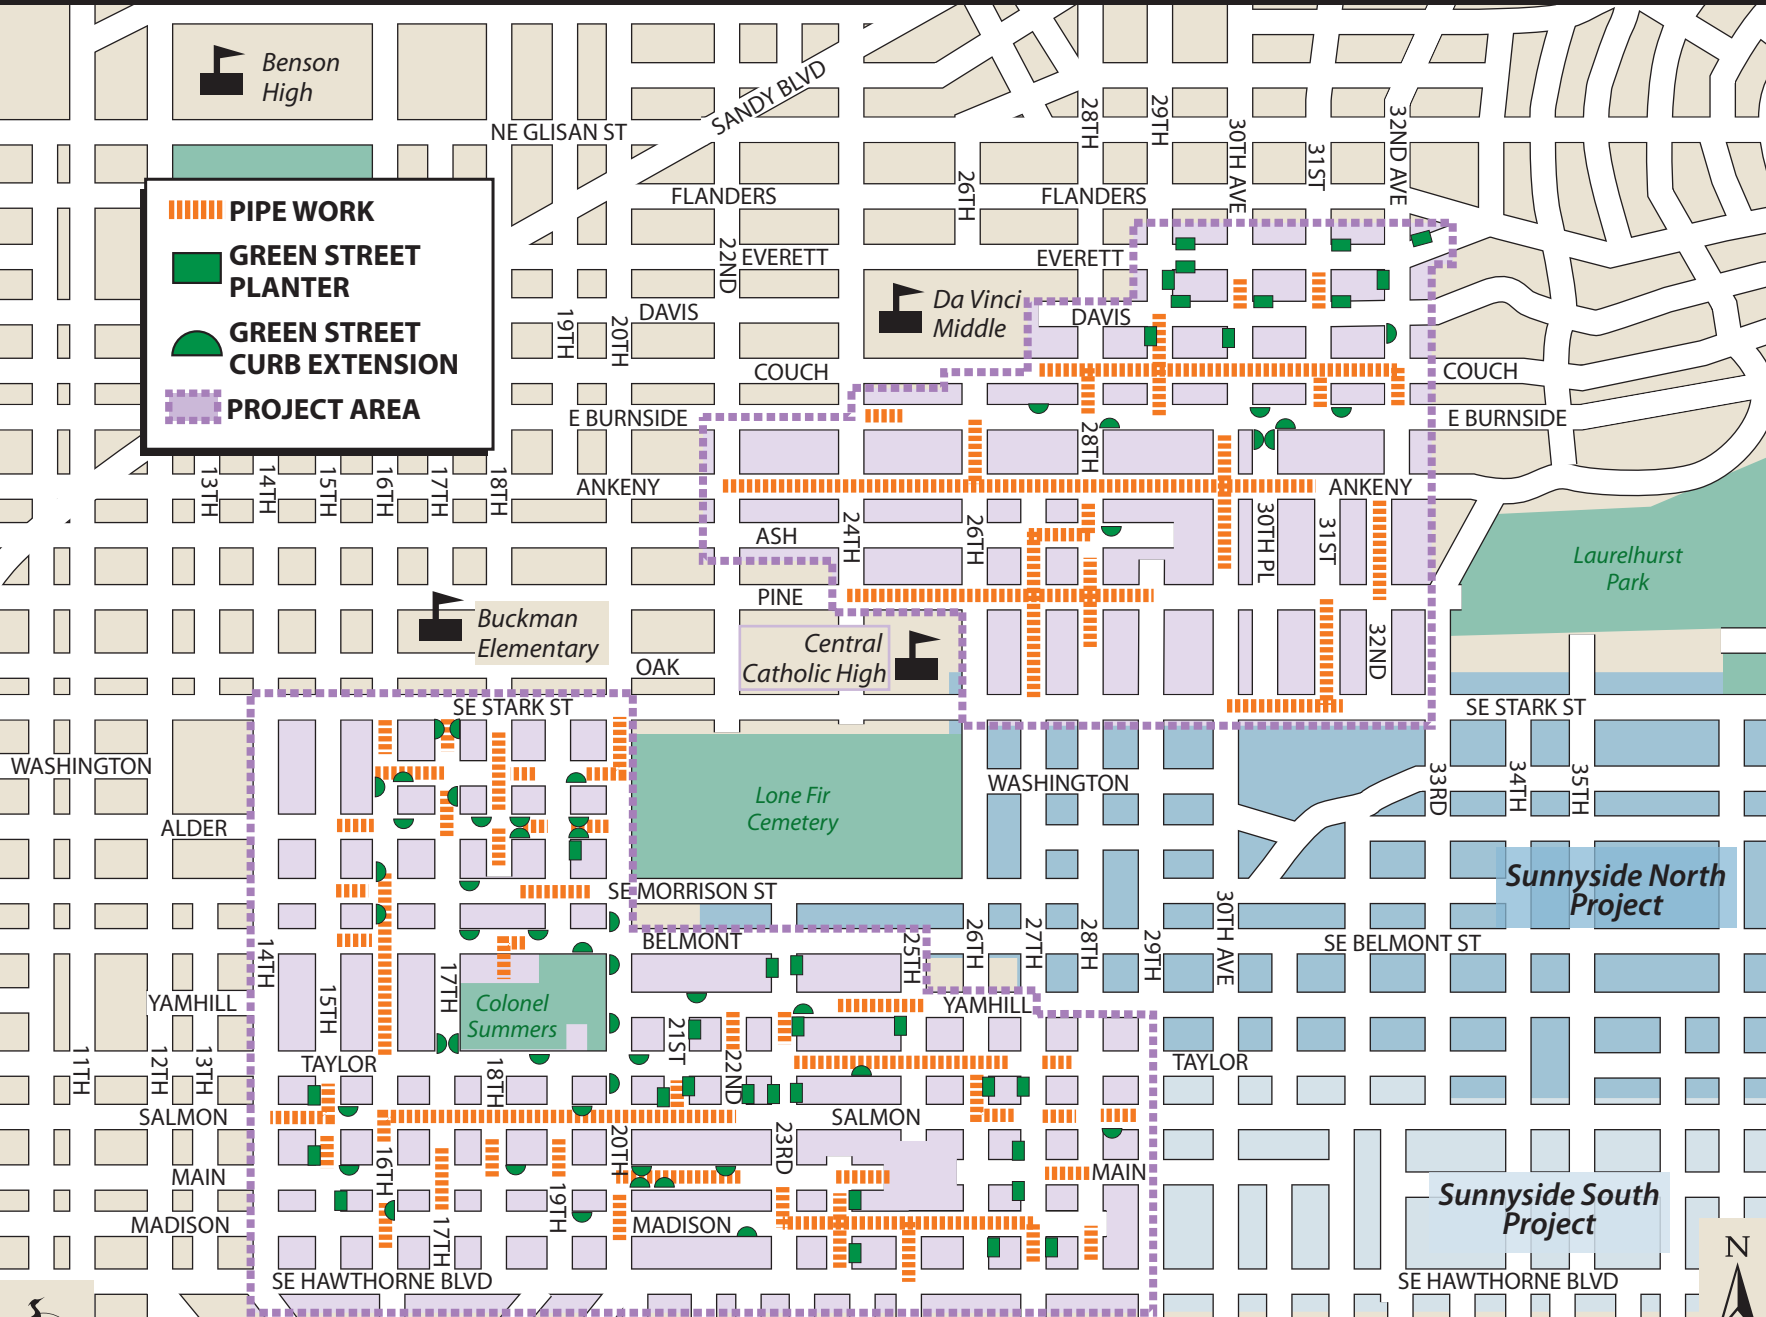 Benson
High
SANDY BLVD
NE GLISAN ST
28TH
29TH
30TH AVE
31ST
32ND AVE
26TH
FLANDERS
FLANDERS
PIPE WORK
GREEN STREET
PLANTER
GREEN STREET
CURB EXTENSION
PROJECT AREA
22ND
EVERETT
EVERETT
Da Vinci
Middle
DAVIS
DAVIS
19TH
20TH
COUCH
COUCH
E BURNSIDE
E BURNSIDE
28TH
13TH
14TH
15TH
16TH
17TH
18TH
ANKENY
ANKENY
ASH
24TH
26TH
30TH PL
31ST
Laurelhurst
Park
PINE
Buckman
Elementary
Central
Catholic High
32ND
OAK
SE STARK ST
SE STARK ST
WASHINGTON
WASHINGTON
33RD
34TH
35TH
Lone Fir
Cemetery
ALDER
Sunnyside North
Project
SE MORRISON ST
30TH AVE
BELMONT
25TH
26TH
27TH
28TH
29TH
SE BELMONT ST
14TH
15TH
17TH
Colonel
Summers
YAMHILL
YAMHILL
21ST
22ND
11TH
12TH
13TH
TAYLOR
18TH
TAYLOR
SALMON
SALMON
20TH
23RD
MAIN
16TH
MAIN
19TH
Sunnyside South
Project
MADISON
17TH
MADISON
N
SE HAWTHORNE BLVD
SE HAWTHORNE BLVD